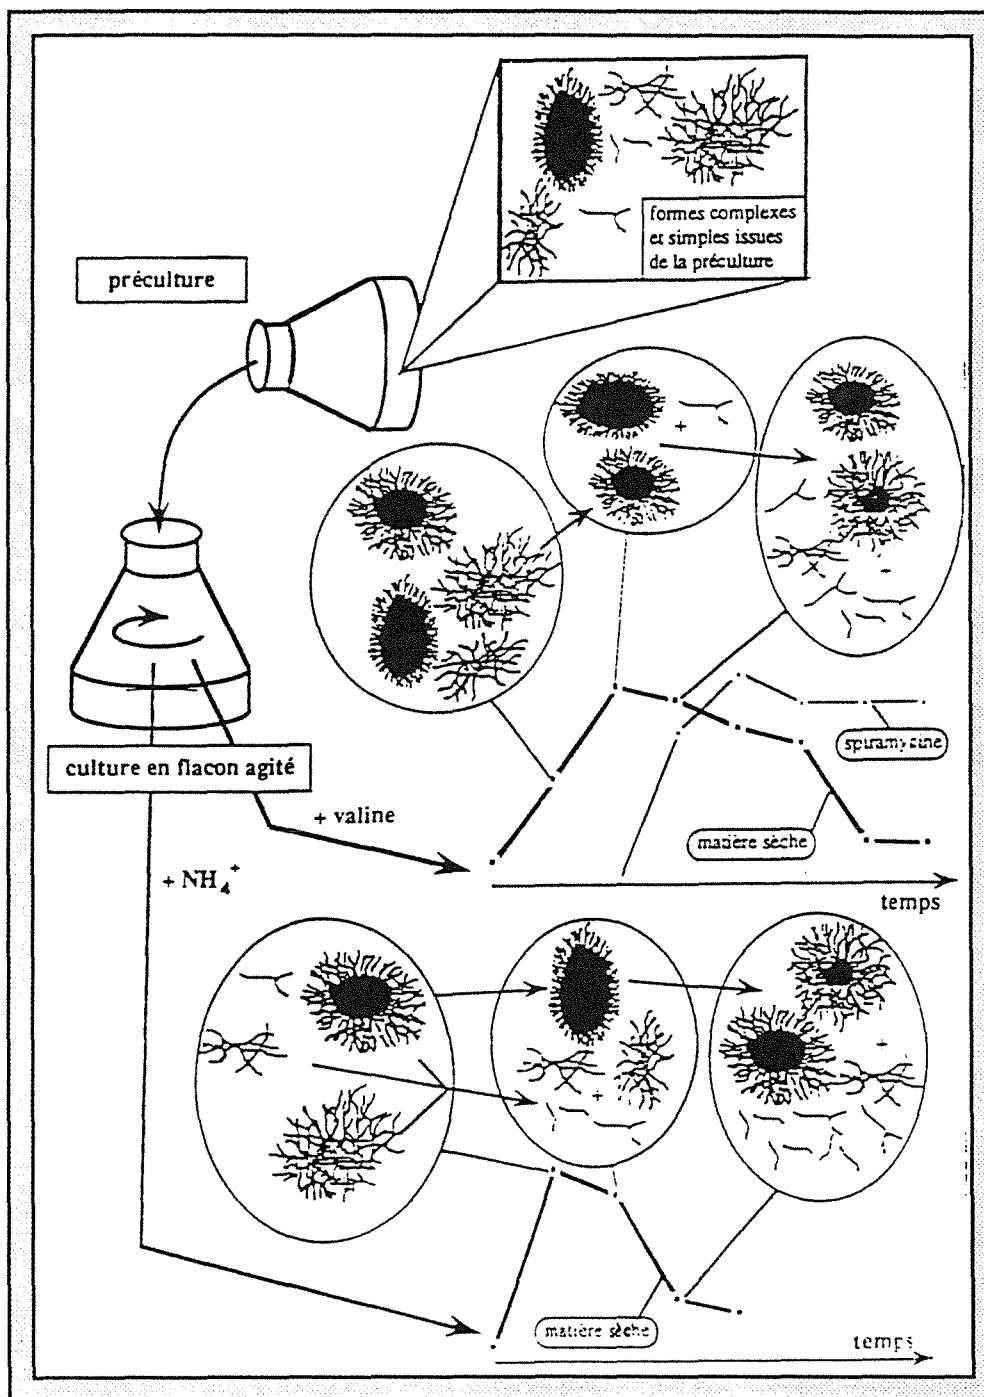 formes complexes
et simples issues
de la préculture
préculture
culture en flacon agité
+ valine
+ NH₄⁺
spiramycine
matière sèche
temps
matière sèche
temps